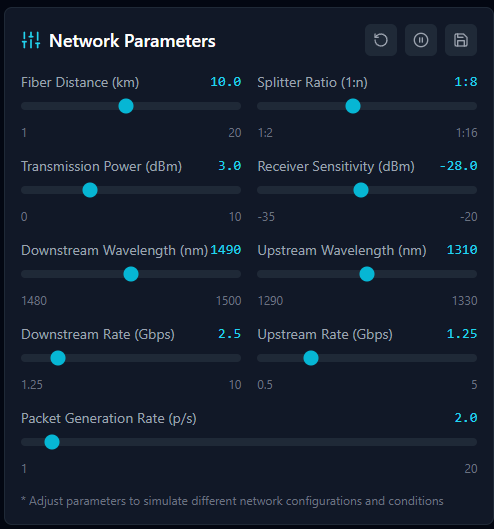 Network Parameters
Fiber Distance (km) 10.0 Splitter Ratio (1:n) 1:8
1 20 1:2 1:16
Transmission Power (dBm) 3.0 Receiver Sensitivity (dBm) -28.0
0 10 -35 -20
Downstream Wavelength (nm) 1490 Upstream Wavelength (nm) 1310
1480 1500 1290 1330
Downstream Rate (Gbps) 2.5 Upstream Rate (Gbps) 1.25
1.25 10 0.5 5
Packet Generation Rate (p/s) 2.0
1 20
* Adjust parameters to simulate different network configurations and conditions